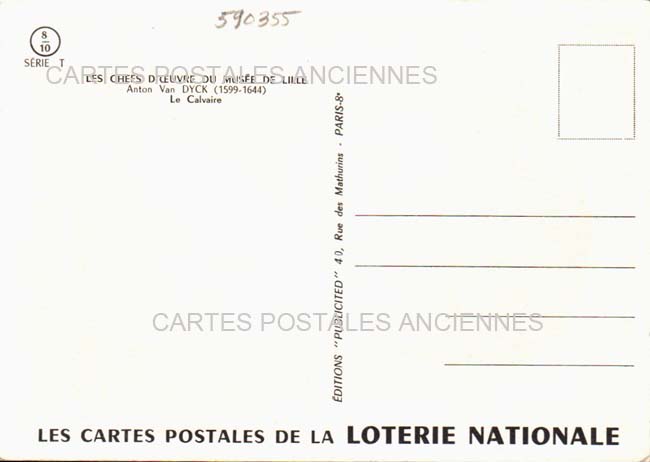 590355
8
10
SÉRIE T
CARTES POSTALES ANCIENNES
LES CHEFS D'ŒUVRE DU MUSÉE DE LILLE
Anton Van DYCK (1599-1644)
Le Calvaire
ÉDITIONS "PUBLICITED" 40, Rue des Mathurins - PARIS-8e
CARTES POSTALES ANCIENNES
LES CARTES POSTALES DE LA LOTERIE NATIONALE